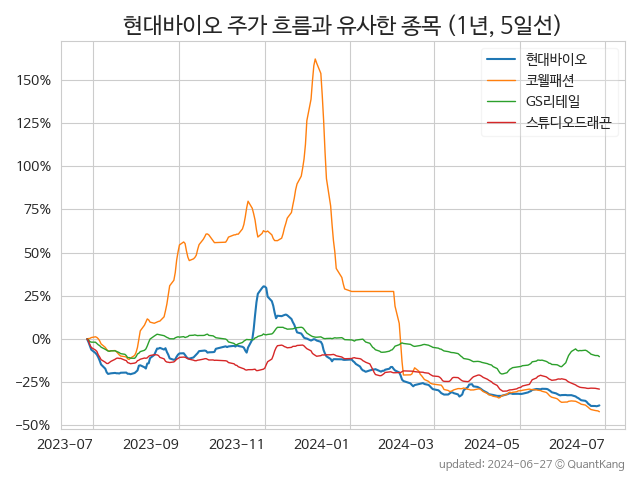 현대바이오 주가 흐름과 유사한 종목 (1년, 5일선)
현대바이오
코웰패션
GS리테일
스튜디오드래곤
150%
125%
100%
75%
50%
25%
0%
−25%
−50%
2023-07
2023-09
2023-11
2024-01
2024-03
2024-05
2024-07
updated: 2024-06-27 © QuantKang